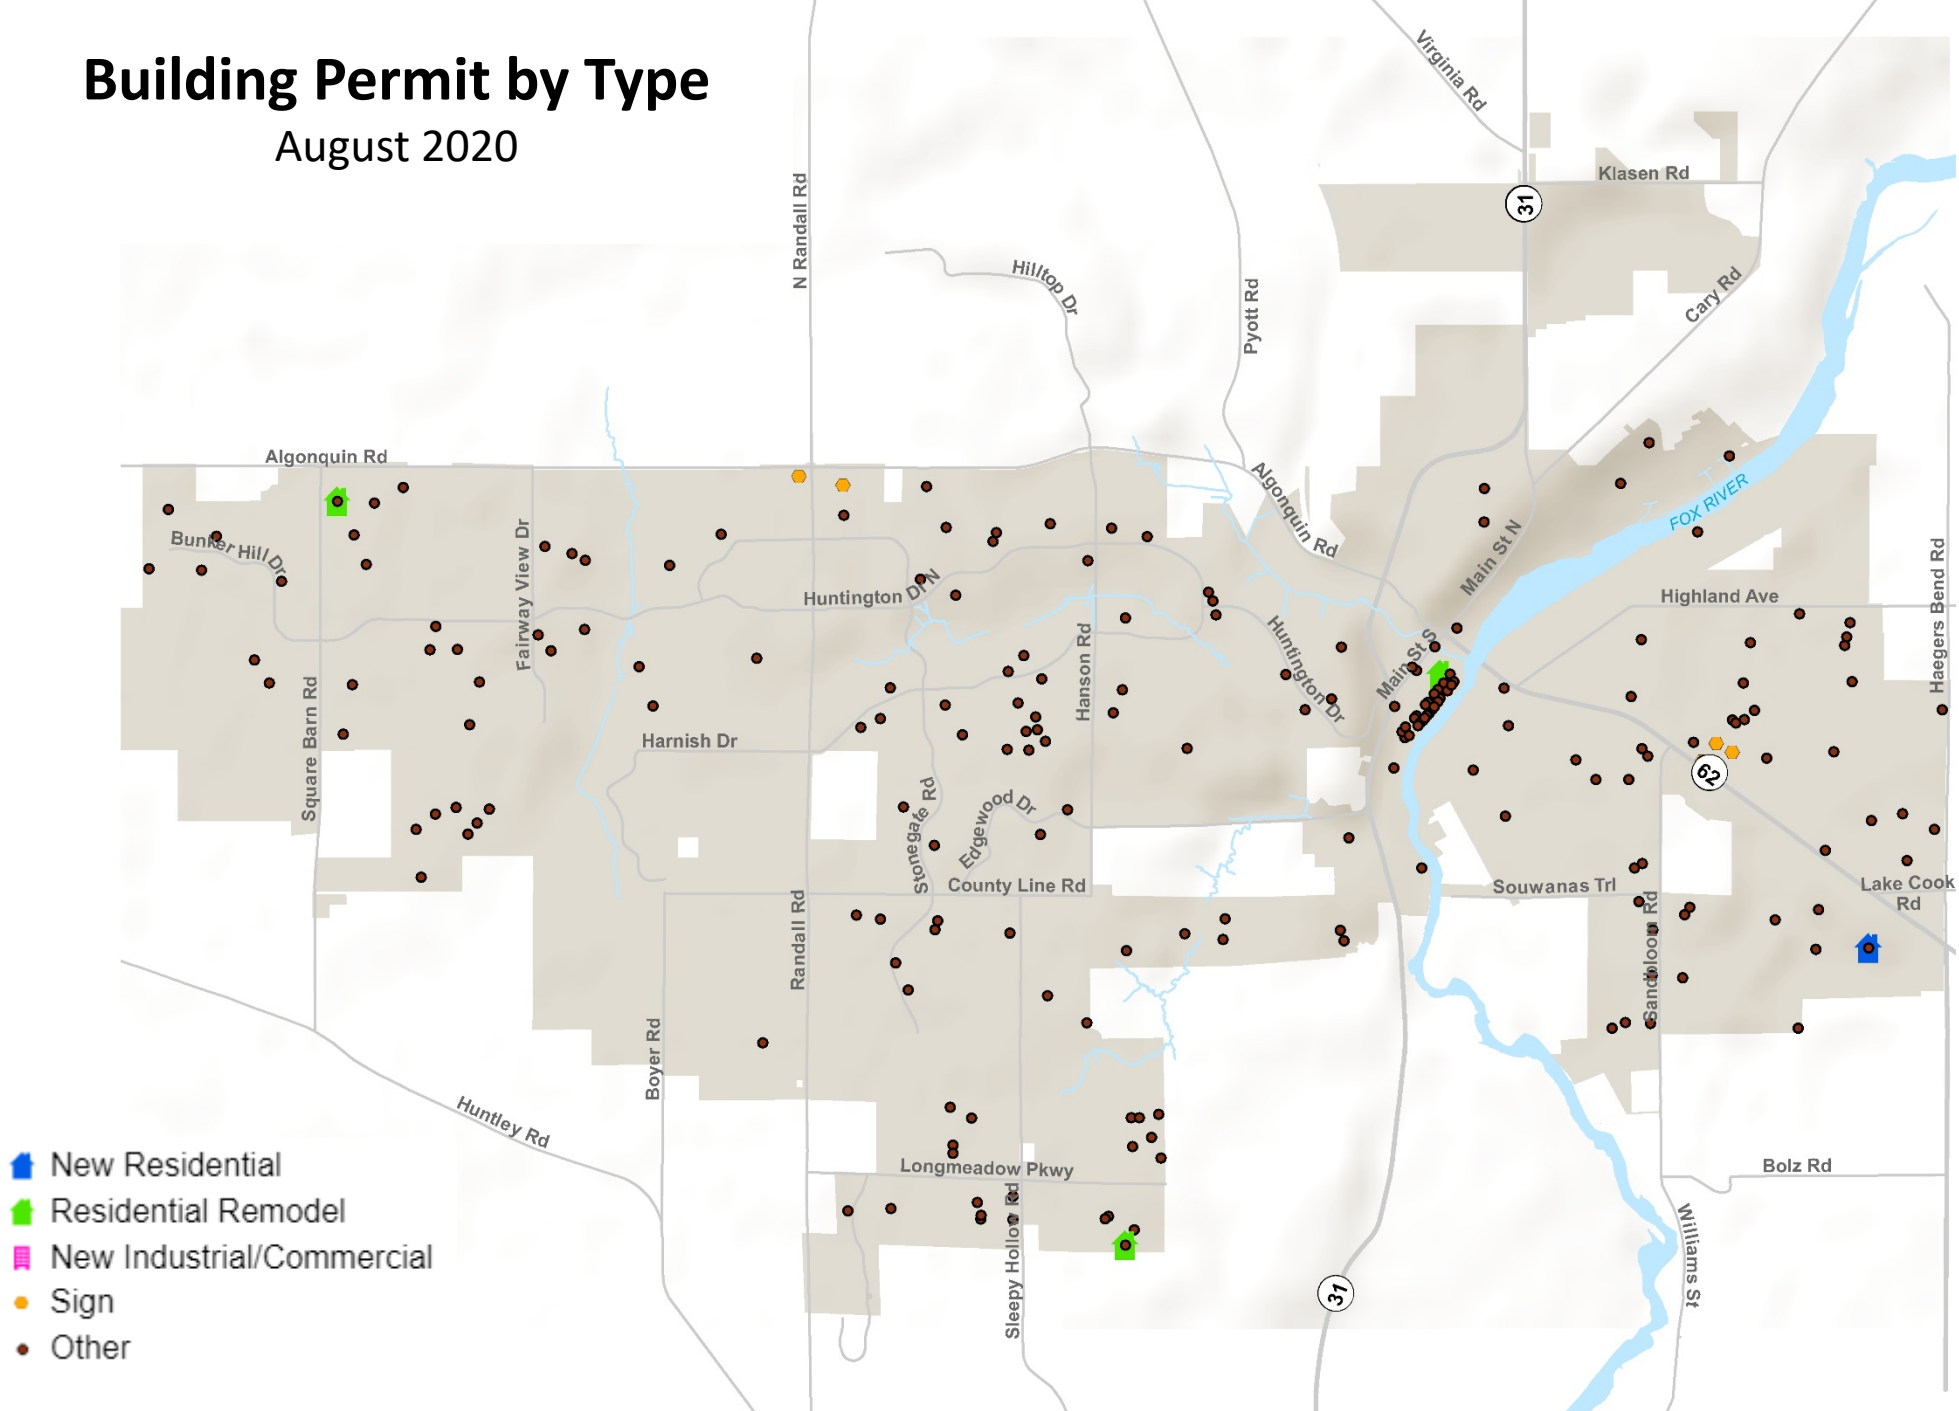 Building Permit by Type
August 2020
Virginia Rd
Klasen Rd
31
N Randall Rd
Hilltop Dr
Pyott Rd
Cary Rd
Algonquin Rd
Algonquin Rd
FOX RIVER
Bunker Hill Dr
Fairway View Dr
Main St N
Haegers Bend Rd
Huntington Dr N
Highland Ave
Huntington Dr
Main St S
Hanson Rd
Square Barn Rd
Harnish Dr
62
Stonegate Rd
Edgewood Dr
County Line Rd
Souwanas Trl
Lake Cook
Rd
Randall Rd
Sandbloom Rd
Boyer Rd
Huntley Rd
Longmeadow Pkwy
Bolz Rd
Sleepy Hollow Rd
Williams St
31
New Residential
Residential Remodel
New Industrial/Commercial
Sign
Other